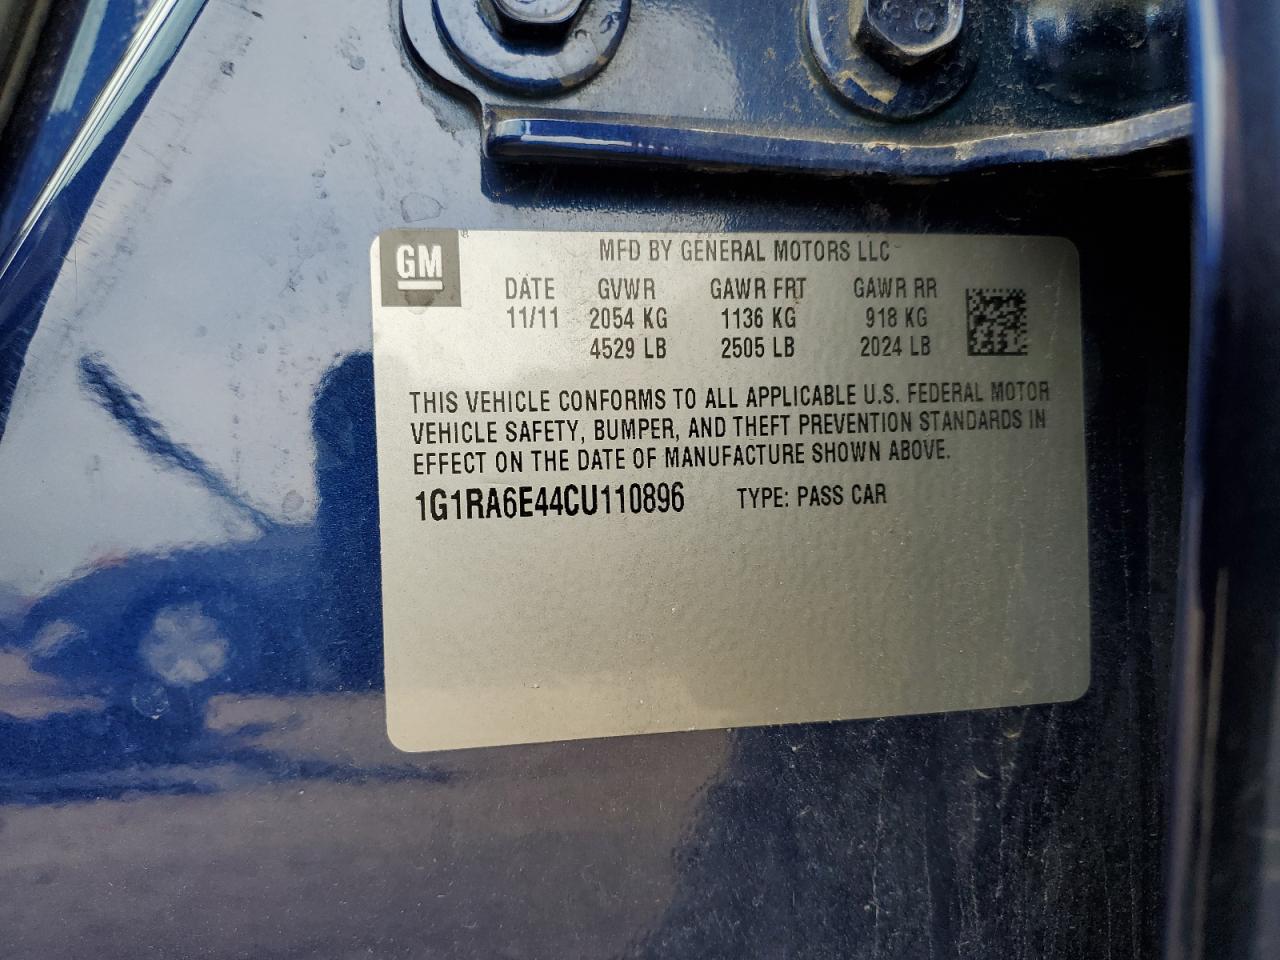 GM
MFD BY GENERAL MOTORS LLC
DATE GVWR GAWR FRT GAWR RR
11/11 2054 KG 1136 KG 918 KG
4529 LB 2505 LB 2024 LB
THIS VEHICLE CONFORMS TO ALL APPLICABLE U.S. FEDERAL MOTOR
VEHICLE SAFETY, BUMPER, AND THEFT PREVENTION STANDARDS IN
EFFECT ON THE DATE OF MANUFACTURE SHOWN ABOVE.
1G1RA6E44CU110896 TYPE: PASS CAR